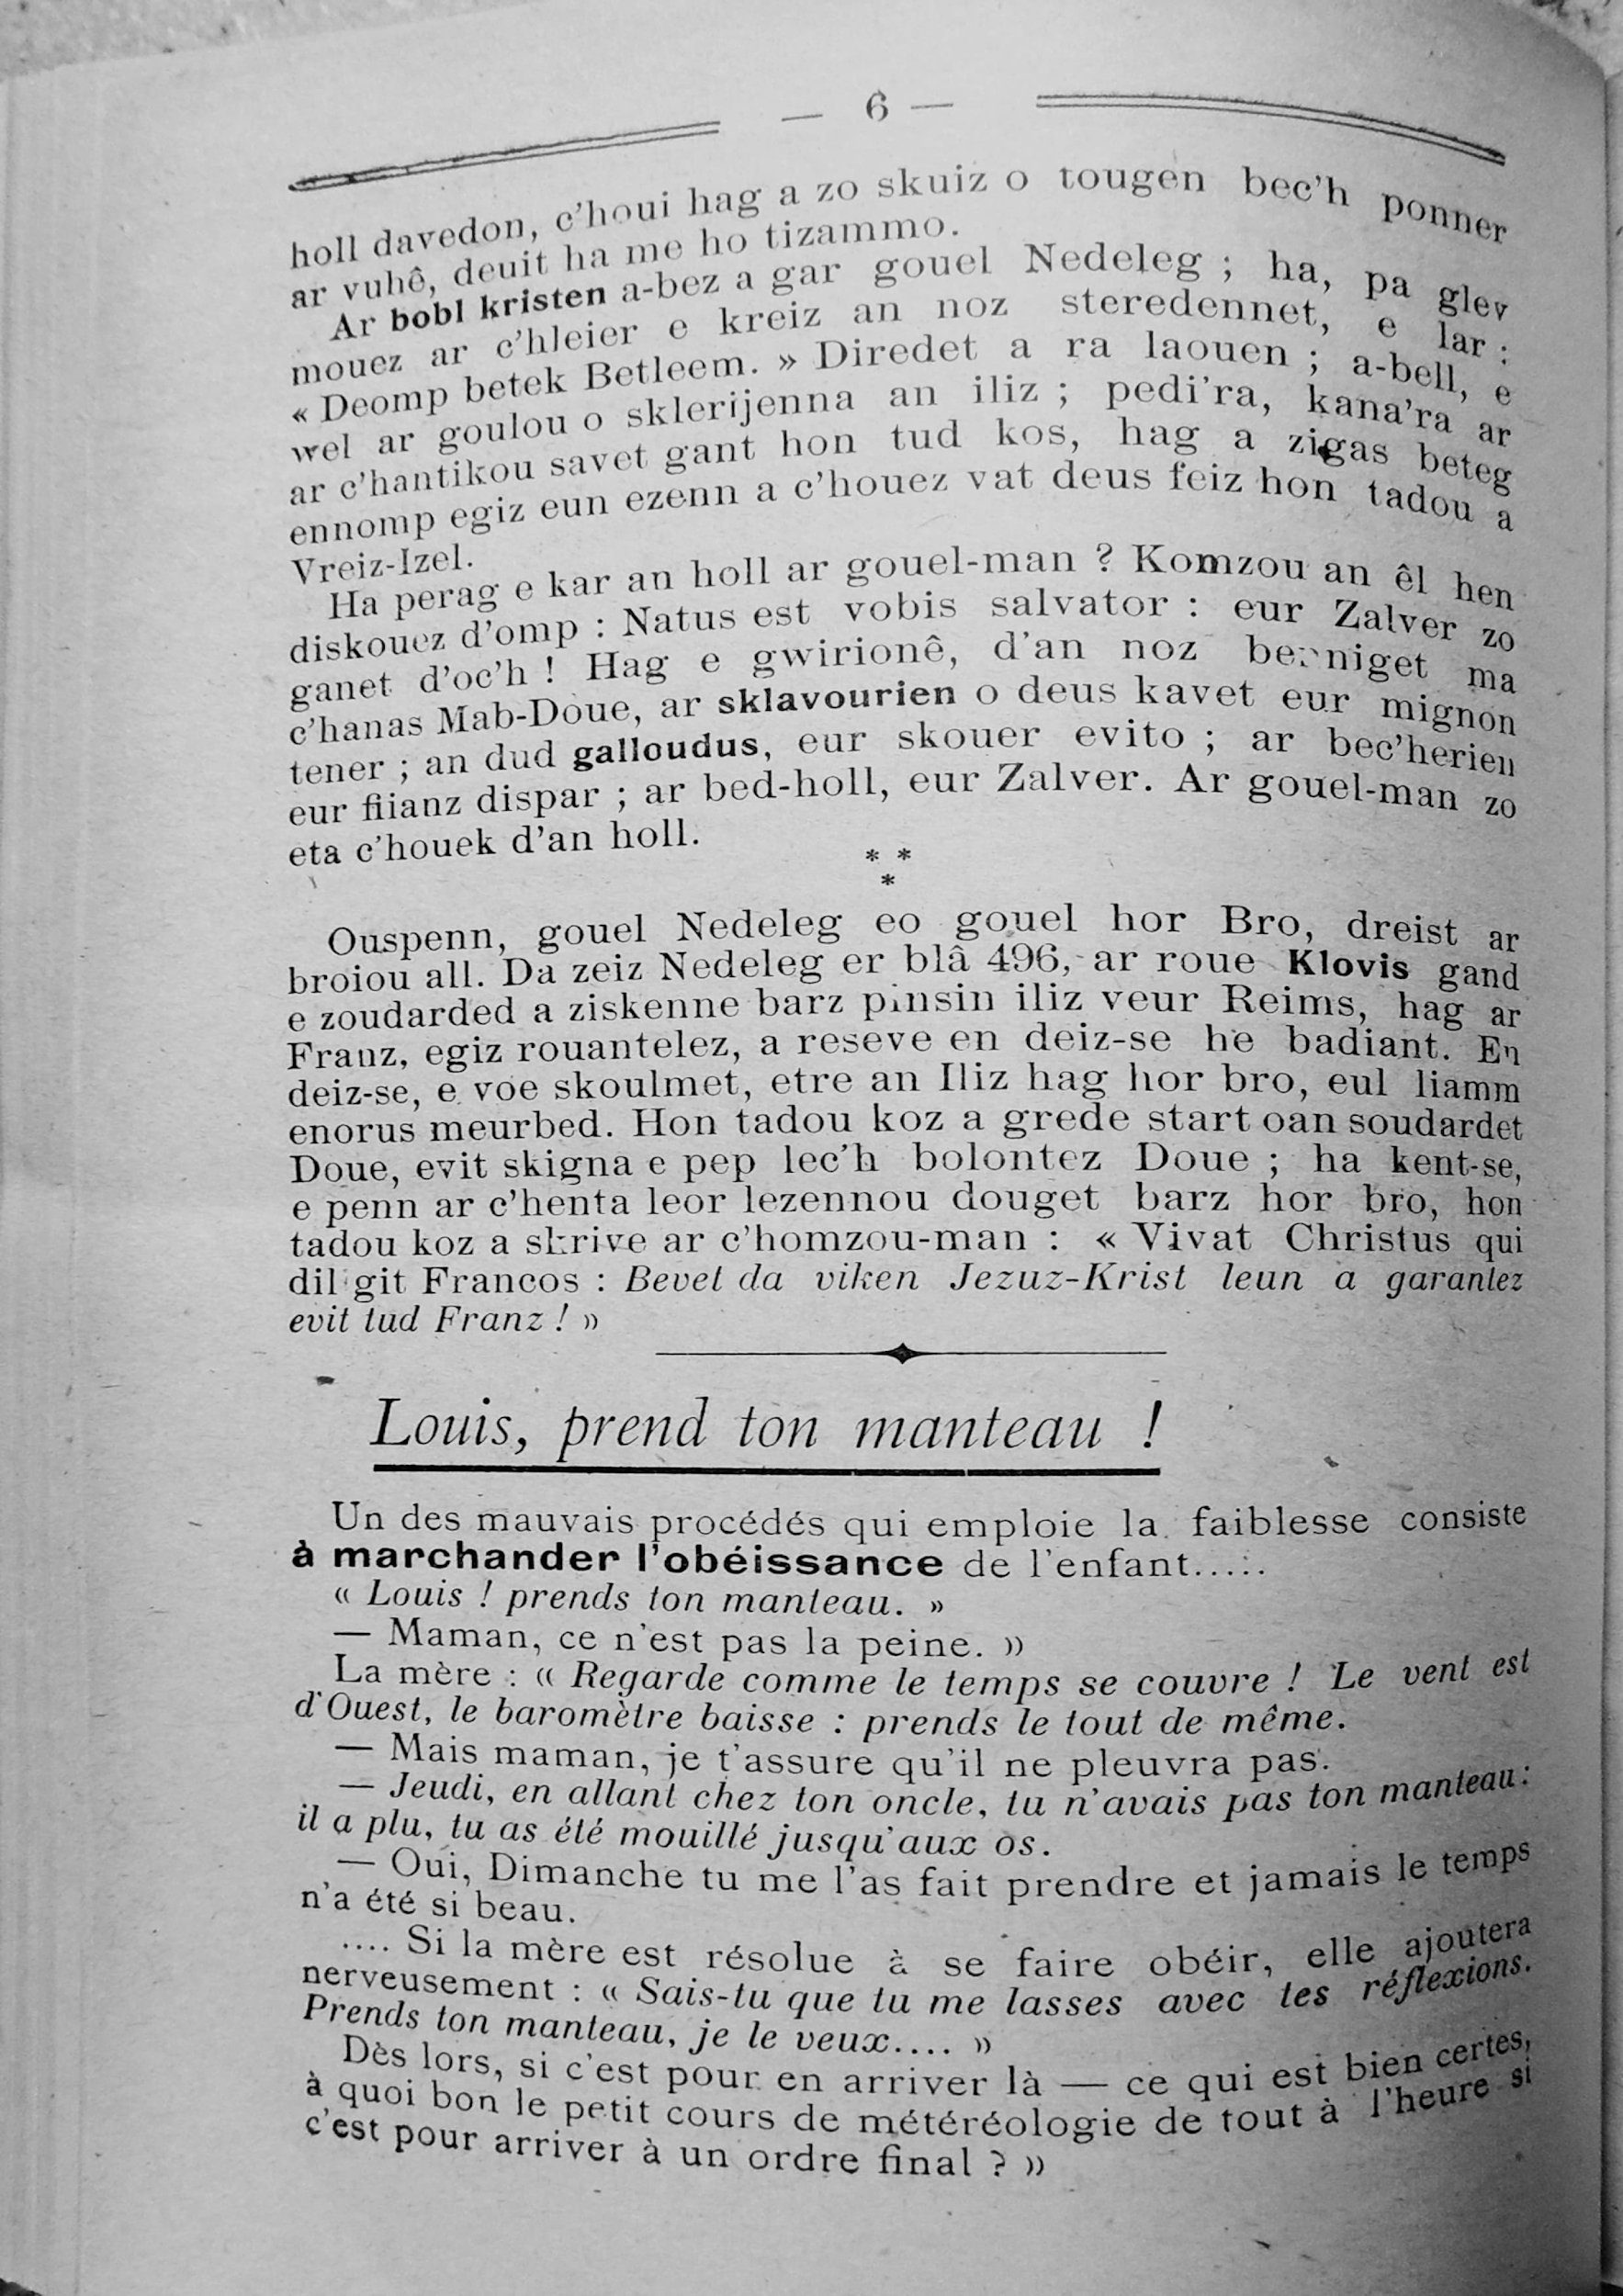 — 6 —
holl davedon, c'houi hag a zo skuiz o tougen bec'h ponner
ar vuhê, deuit ha me ho tizammo.
Ar bobl kristen a-bez a gar gouel Nedeleg ; ha, pa glev
mouez ar c'hleier e kreiz an noz steredennet, e lar :
« Deomp betek Betleem. » Diredet a ra laouen ; a-bell, e
wel ar goulou o sklerijenna an iliz ; pedi'ra, kana'ra ar
ar c'hantikou savet gant hon tud kos, hag a zigas beteg
ennomp egiz eun ezenn a c'houez vat deus feiz hon tadou a
Vreiz-Izel.
Ha perag e kar an holl ar gouel-man ? Komzou an êl hen
diskouez d'omp : Natus est vobis salvator : eur Zalver zo
ganet d'oc'h ! Hag e gwirionê, d'an noz benniget ma
c'hanas Mab-Doue, ar sklavourien o deus kavet eur mignon
tener ; an dud galloudus, eur skouer evito ; ar bec'herien
eur fiianz dispar ; ar bed-holl, eur Zalver. Ar gouel-man zo
eta c'houek d'an holl.
* *
*
Ouspenn, gouel Nedeleg eo gouel hor Bro, dreist ar
broiou all. Da zeiz Nedeleg er blâ 496, ar roue Klovis gand
e zoudarded a ziskenne barz pinsin iliz veur Reims, hag ar
Franz, egiz rouantelez, a reseve en deiz-se he badiant. En
deiz-se, e voe skoulmet, etre an Iliz hag hor bro, eul liamm
enorus meurbed. Hon tadou koz a grede start oan soudardet
Doue, evit skigna e pep lec'h bolontez Doue ; ha kent-se,
e penn ar c'henta leor lezennou douget barz hor bro, hon
tadou koz a skrive ar c'homzou-man : « Vivat Christus qui
diligit Francos : Bevet da viken Jezuz-Krist leun a garantez
evit tud Franz ! »
Louis, prend ton manteau !
Un des mauvais procédés qui emploie la faiblesse consiste
à marchander l'obéissance de l'enfant.....
« Louis ! prends ton manteau. »
— Maman, ce n'est pas la peine. »
La mère : « Regarde comme le temps se couvre ! Le vent est
d'Ouest, le baromètre baisse : prends le tout de même.
— Mais maman, je t'assure qu'il ne pleuvra pas.
— Jeudi, en allant chez ton oncle, tu n'avais pas ton manteau :
il a plu, tu as été mouillé jusqu'aux os.
— Oui, Dimanche tu me l'as fait prendre et jamais le temps
n'a été si beau.
.... Si la mère est résolue à se faire obéir, elle ajoutera
nerveusement : « Sais-tu que tu me lasses avec tes réflexions.
Prends ton manteau, je le veux.... »
Dès lors, si c'est pour en arriver là — ce qui est bien certes,
à quoi bon le petit cours de météréologie de tout à l'heure si
c'est pour arriver à un ordre final ? »